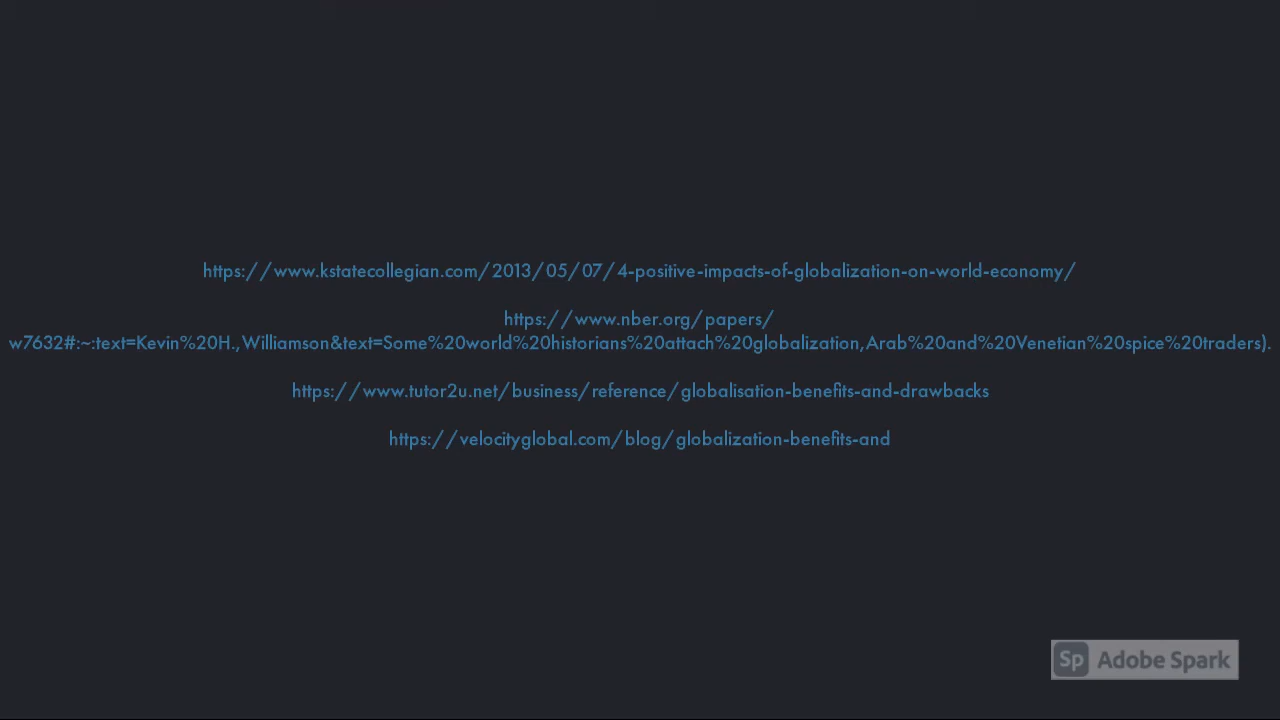 https://www.kstatecollegian.com/2013/05/07/4-positive-impacts-of-globalization-on-world-economy/
https://www.nber.org/papers/
w7632#:~:text=Kevin%20H.,Williamson&text=Some%20world%20historians%20attach%20globalization,Arab%20and%20Venetian%20spice%20traders).
https://www.tutor2u.net/business/reference/globalisation-benefits-and-drawbacks
https://velocityglobal.com/blog/globalization-benefits-and
Sp Adobe Spark